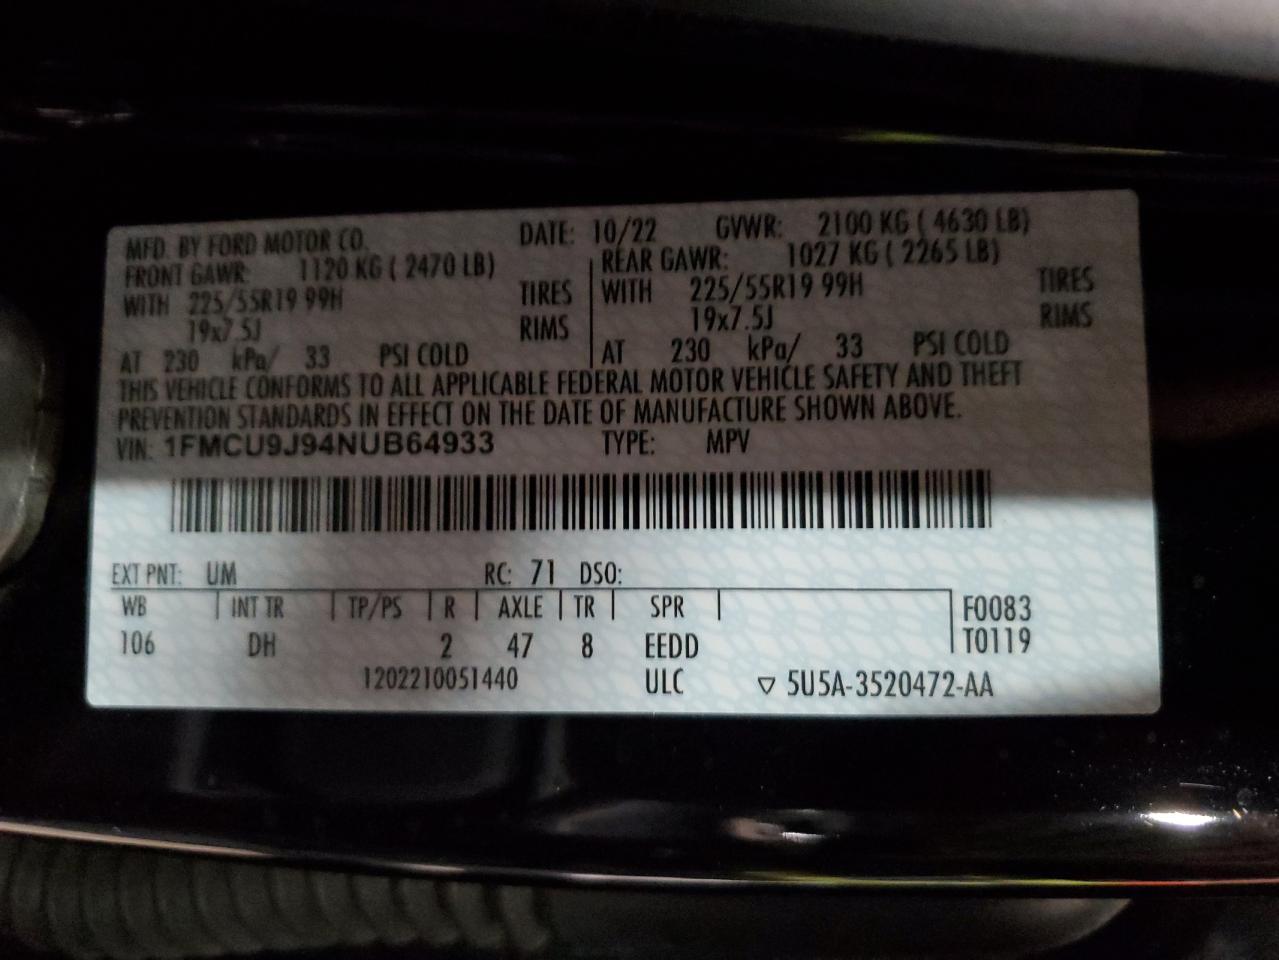 MFD. BY FORD MOTOR CO. DATE: 10/22 GVWR: 2100 KG ( 4630 LB)
FRONT GAWR: 1120 KG ( 2470 LB) REAR GAWR: 1027 KG ( 2265 LB)
WITH 225/55R19 99H TIRES WITH 225/55R19 99H TIRES
19x7.5J RIMS 19x7.5J RIMS
AT 230 kPa/ 33 PSI COLD AT 230 kPa/ 33 PSI COLD
THIS VEHICLE CONFORMS TO ALL APPLICABLE FEDERAL MOTOR VEHICLE SAFETY AND THEFT
PREVENTION STANDARDS IN EFFECT ON THE DATE OF MANUFACTURE SHOWN ABOVE.
VIN: 1FMCU9J94NUB64933 TYPE: MPV
EXT PNT: UM RC: 71 DSO:
WB INT TR TP/PS R AXLE TR SPR F0083
106 DH 2 47 8 EEDD T0119
1202210051440 ULC ▽ 5U5A-3520472-AA